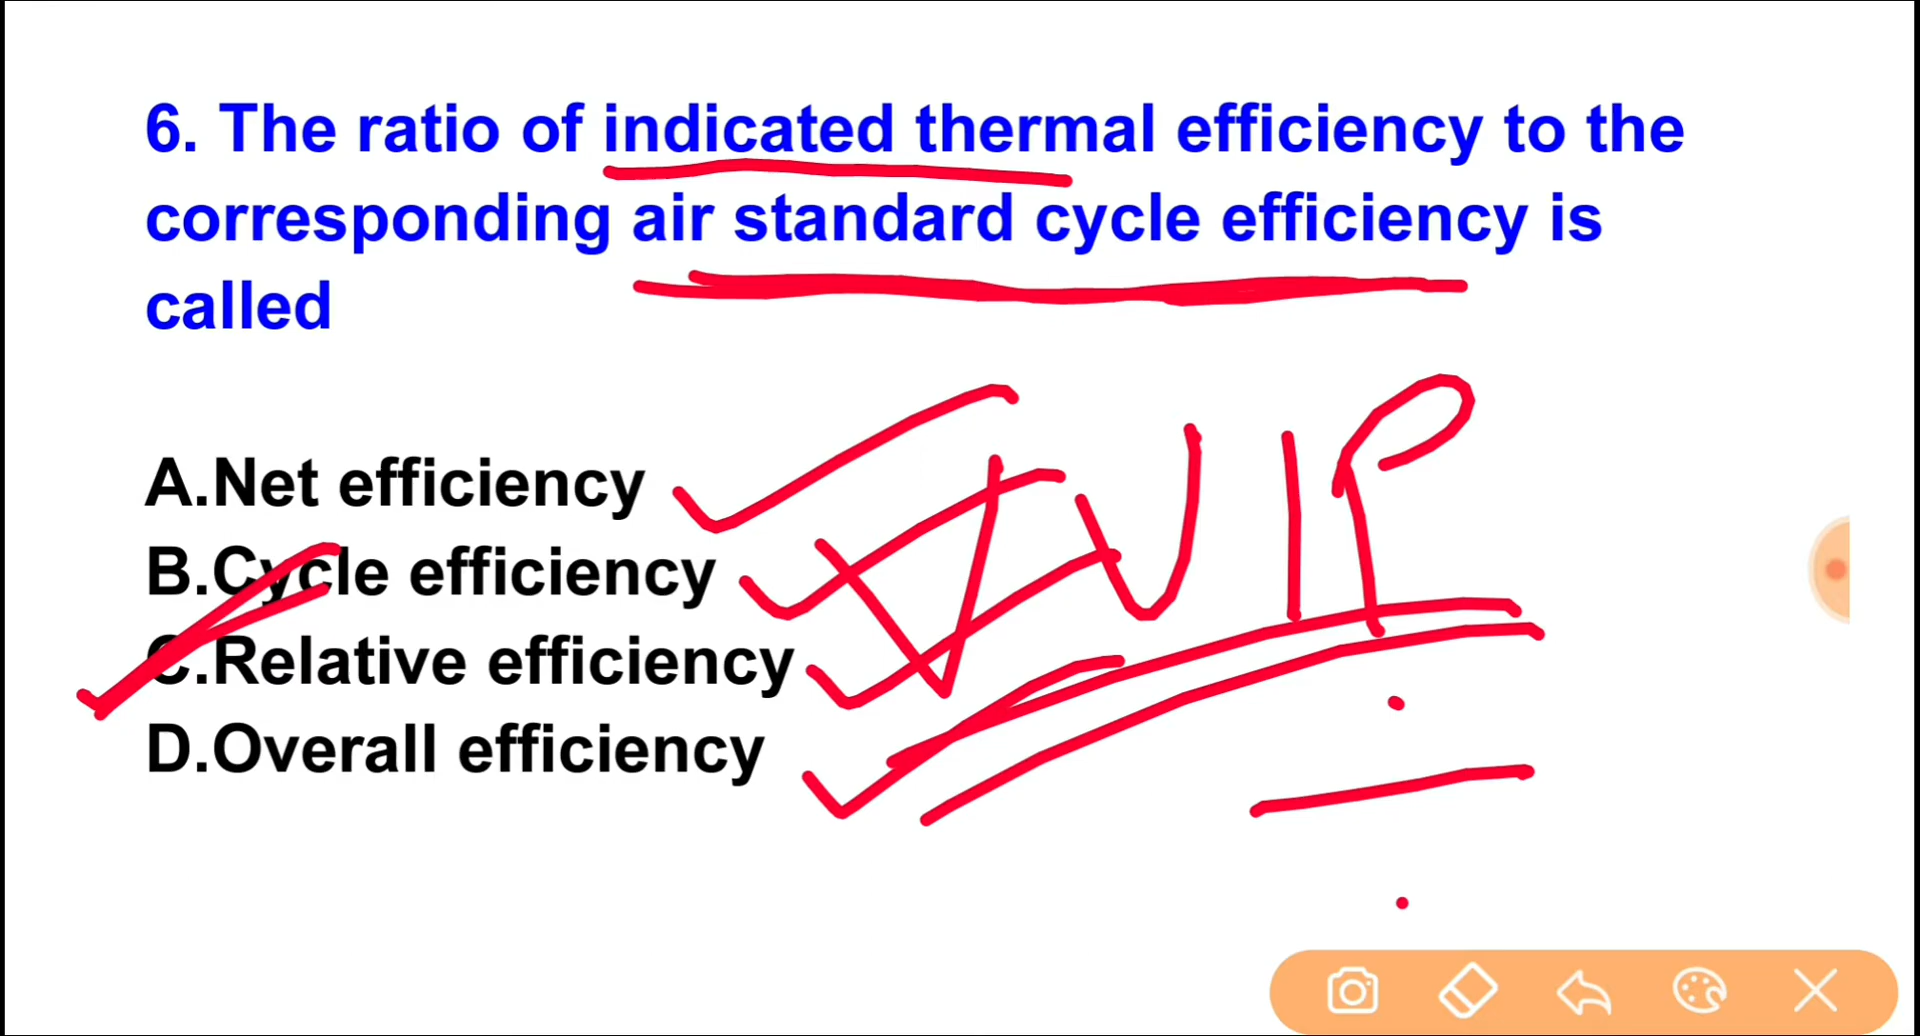 6. The ratio of indicated thermal efficiency to the
corresponding air standard cycle efficiency is
called
A.Net efficiency
B.Cycle efficiency
C.Relative efficiency
D.Overall efficiency
VVIP